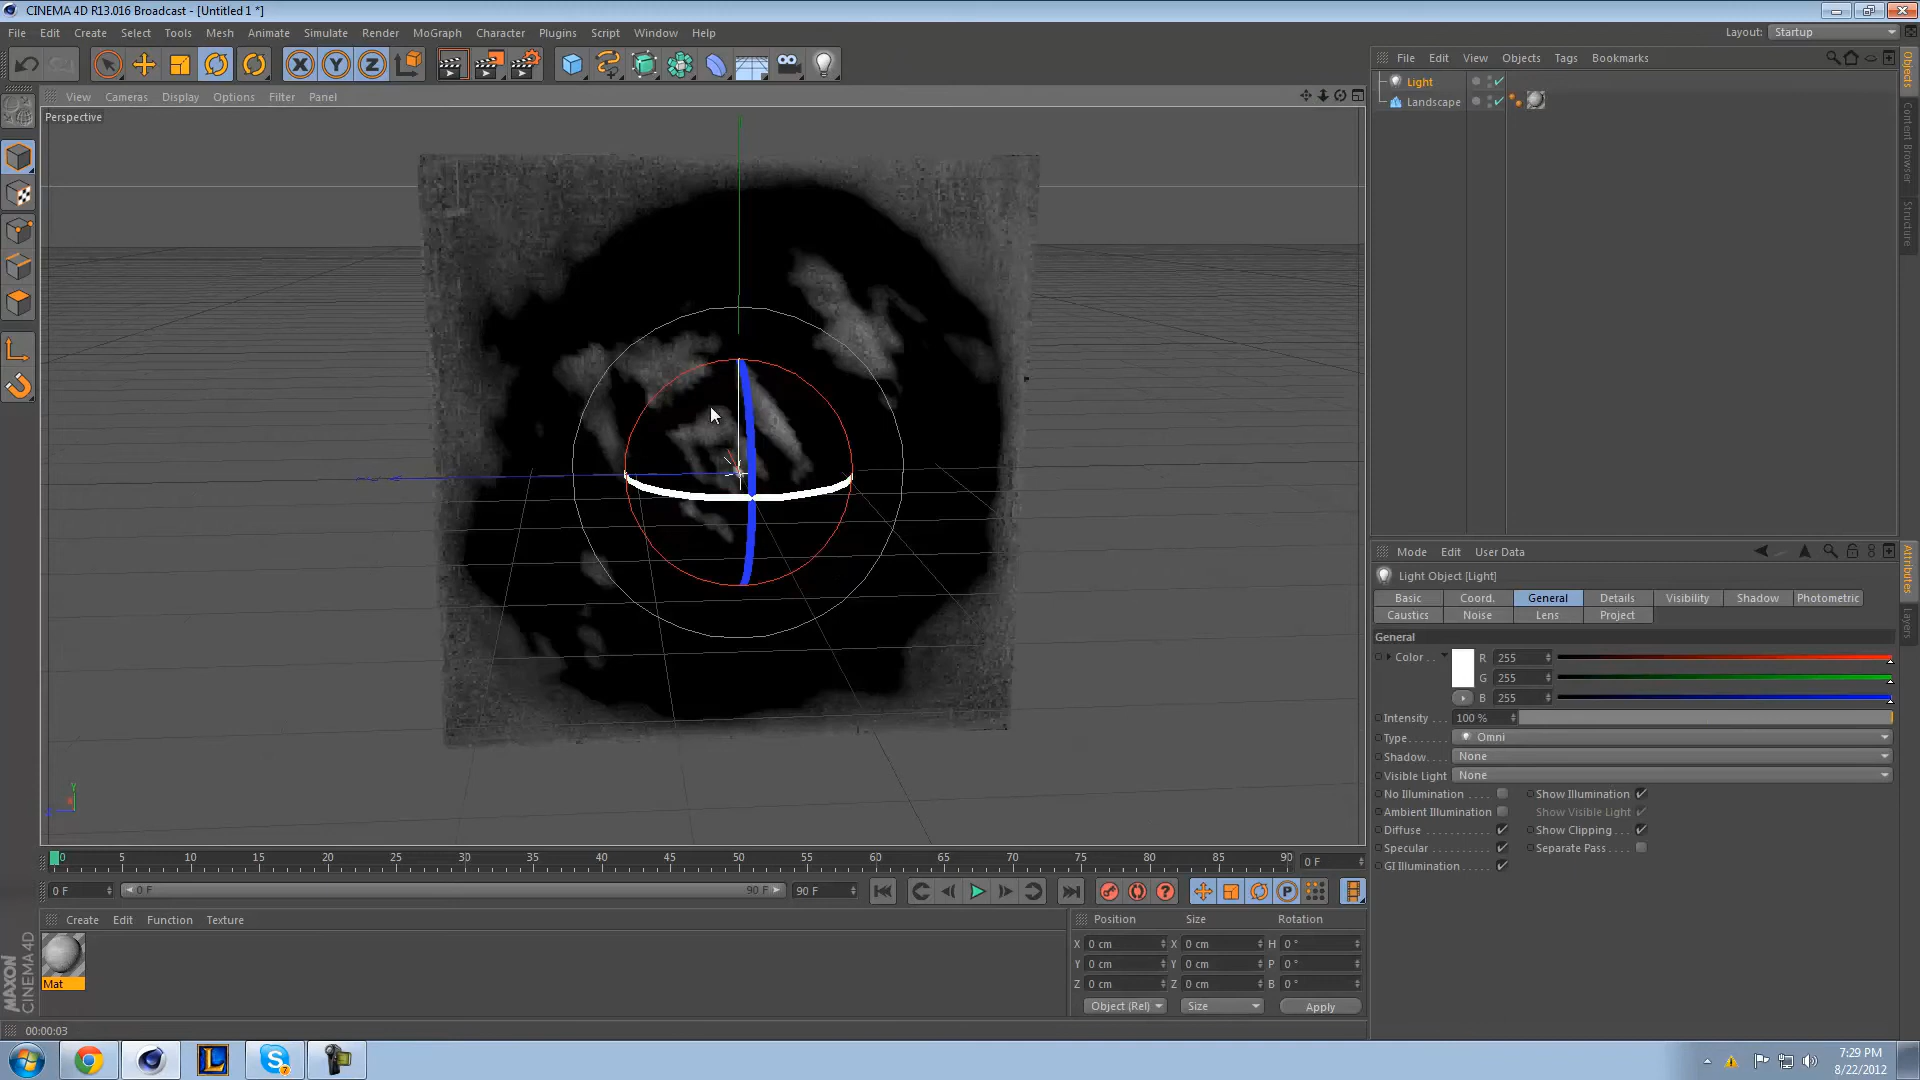 CINEMA 4D R13.016 Broadcast - [Untitled 1 *]
File Edit Create Select Tools Mesh Animate Simulate Render MoGraph Character Plugins Script Window Help
Layout: Startup
File Edit View Objects Tags Bookmarks
View Cameras Display Options Filter Panel
Perspective
Light
Landscape
Objects
Content Browser
Structure
Mode Edit User Data
Light Object [Light]
Basic Coord. General Details Visibility Shadow Photometric
Caustics Noise Lens Project
General
Color . . R 255
G 255
B 255
Intensity . . . 100 %
Type . . . . . . . Omni
Shadow. . . . None
Visible Light None
No Illumination . . . . Show Illumination
Ambient Illumination Show Visible Light
Diffuse . . . . . . . . . Show Clipping . . .
Specular . . . . . . . . Separate Pass . . . .
GI Illumination . . . .
Attributes
Layers
Y
0 5 10 15 20 25 30 35 40 45 50 55 60 65 70 75 80 85 90 0 F
0 F 0 F 90 F 90 F
Create Edit Function Texture
Mat
Position Size Rotation
X 0 cm X 0 cm H 0 °
Y 0 cm Y 0 cm P 0 °
Z 0 cm Z 0 cm B 0 °
Object (Rel) Size Apply
MAXON
CINEMA 4D
00:00:03
7:29 PM
8/22/2012